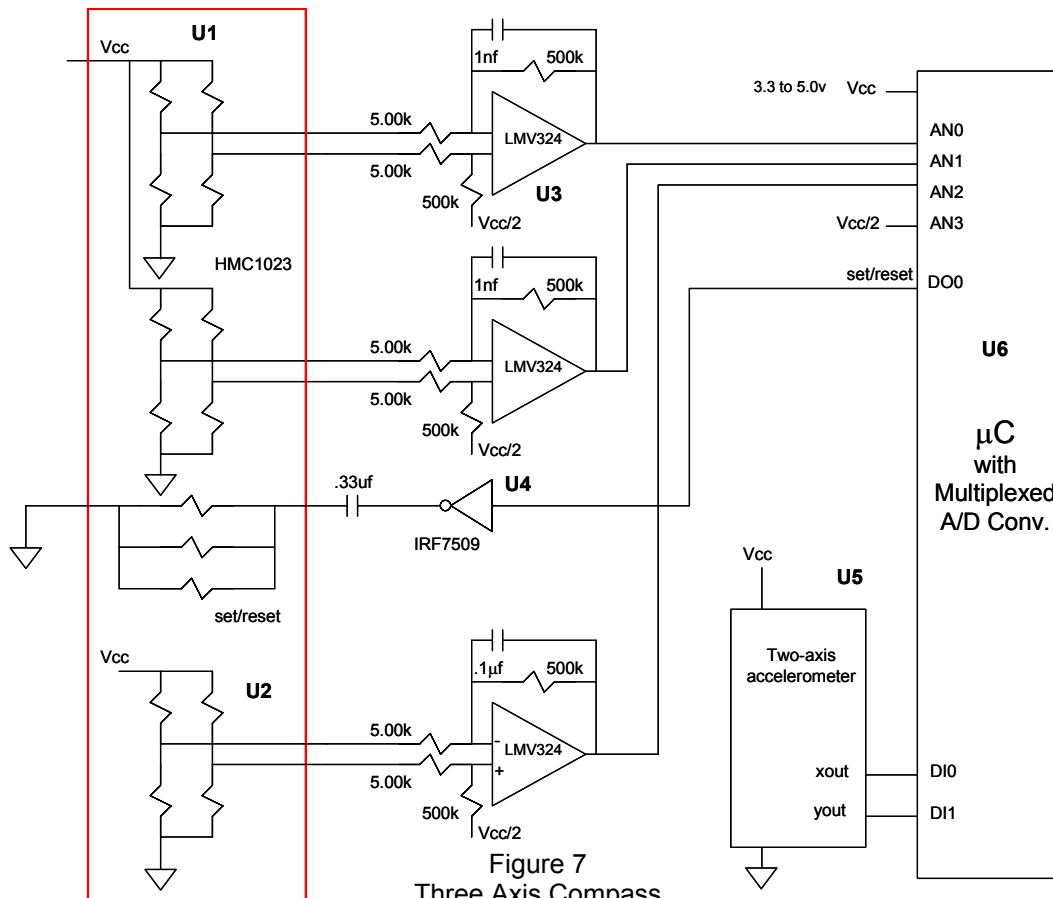 U1
Vcc
1nf
500k
5.00k
5.00k
LMV324
U3
500k
Vcc/2
HMC1023
1nf
500k
5.00k
5.00k
LMV324
500k
Vcc/2
.33uf
U4
IRF7509
set/reset
Vcc
U2
.1µf
500k
5.00k
5.00k
-
LMV324
+
500k
Vcc/2
3.3 to 5.0v
Vcc
AN0
AN1
AN2
Vcc/2
AN3
set/reset
DO0
U6
µC
with
Multiplexed
A/D Conv.
Vcc
U5
Two-axis
accelerometer
xout
DI0
yout
DI1
Figure 7
Three Axis Compass